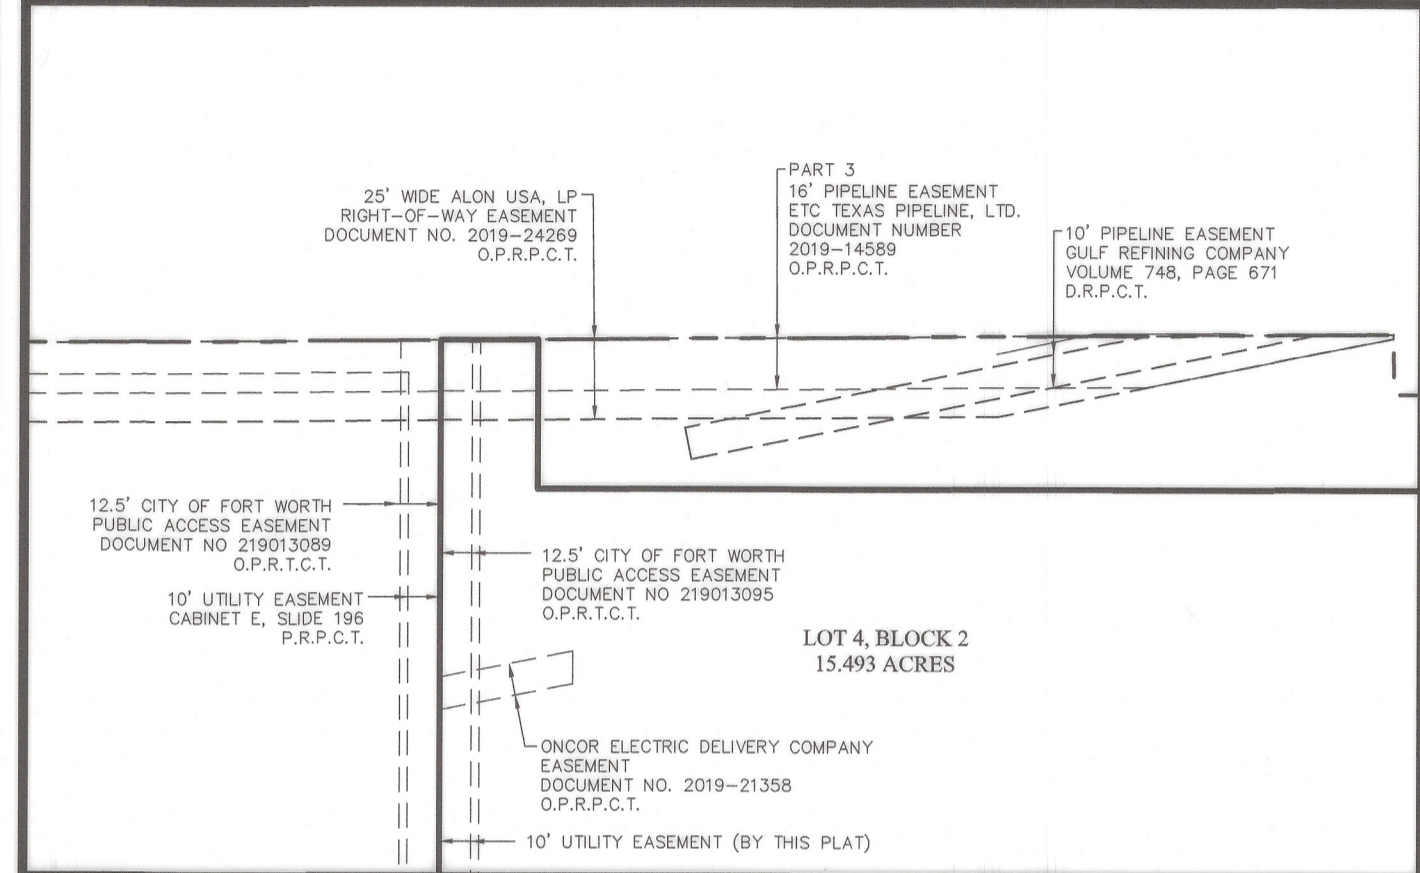 25' WIDE ALON USA, LP
RIGHT-OF-WAY EASEMENT
DOCUMENT NO. 2019-24269
O.P.R.P.C.T.
PART 3
16' PIPELINE EASEMENT
ETC TEXAS PIPELINE, LTD.
DOCUMENT NUMBER
2019-14589
O.P.R.P.C.T.
10' PIPELINE EASEMENT
GULF REFINING COMPANY
VOLUME 748, PAGE 671
D.R.P.C.T.
12.5' CITY OF FORT WORTH
PUBLIC ACCESS EASEMENT
DOCUMENT NO 219013089
O.P.R.T.C.T.
10' UTILITY EASEMENT
CABINET E, SLIDE 196
P.R.P.C.T.
12.5' CITY OF FORT WORTH
PUBLIC ACCESS EASEMENT
DOCUMENT NO 219013095
O.P.R.T.C.T.
LOT 4, BLOCK 2
15.493 ACRES
ONCOR ELECTRIC DELIVERY COMPANY
EASEMENT
DOCUMENT NO. 2019-21358
O.P.R.P.C.T.
10' UTILITY EASEMENT (BY THIS PLAT)